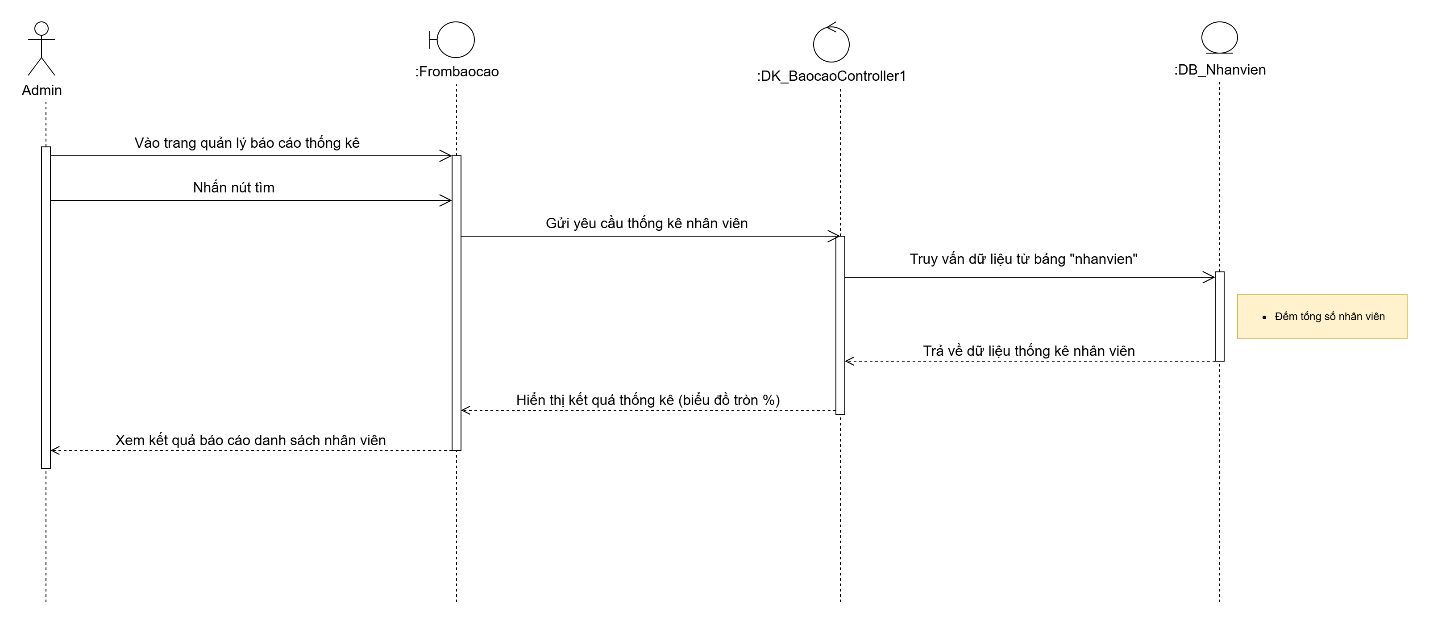 Admin
:Frombaocao
:DK_BaocaoController1
:DB_Nhanvien
Vào trang quản lý báo cáo thống kê
Nhấn nút tìm
Gửi yêu cầu thống kê nhân viên
Truy vấn dữ liệu từ bảng "nhanvien"
• Đếm tổng số nhân viên
Trả về dữ liệu thống kê nhân viên
Hiển thị kết quả thống kê (biểu đồ tròn %)
Xem kết quả báo cáo danh sách nhân viên